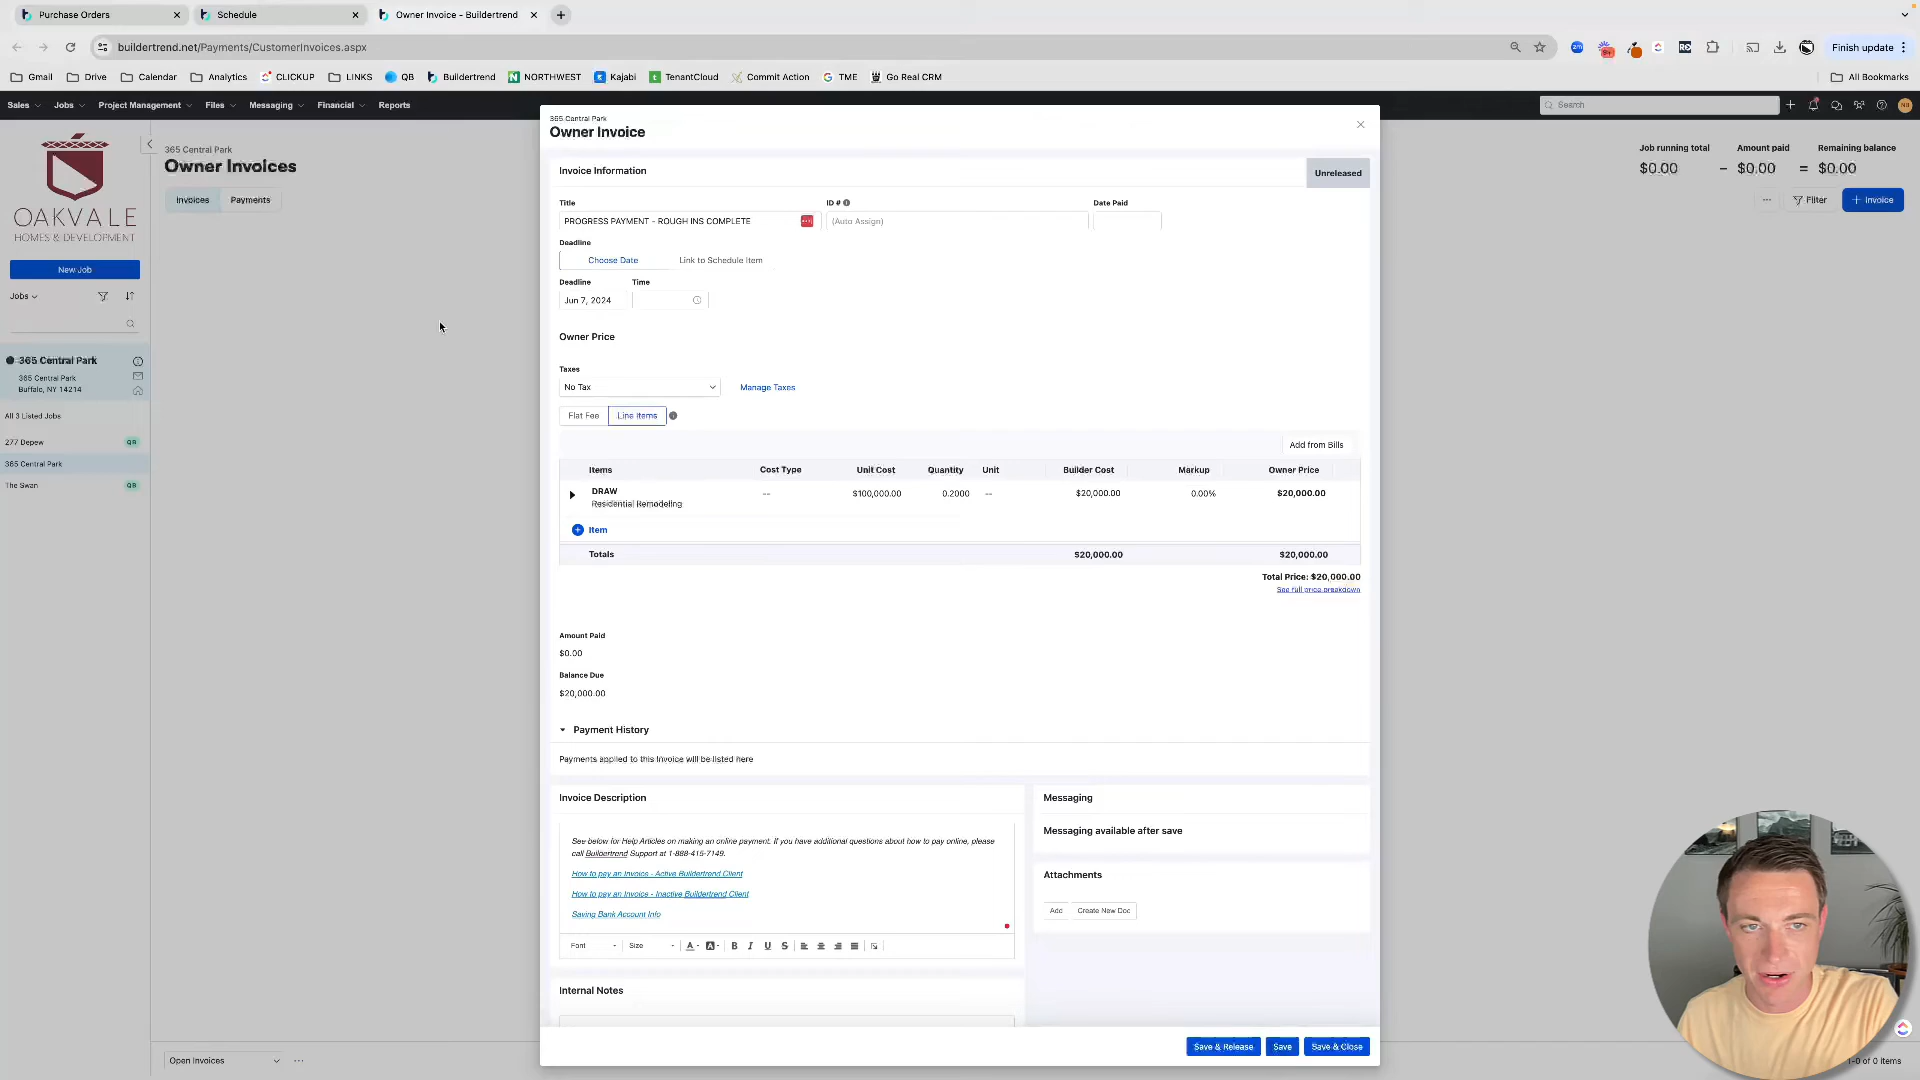 Purchase Orders
Schedule
Owner Invoice - Buildertrend
buildertrend.net/Payments/CustomerInvoices.aspx
Finish update
Gmail Drive Calendar Analytics CLICKUP LINKS QB Buildertrend NORTHWEST Kajabi TenantCloud Commit Action TME Go Real CRM All Bookmarks
Sales Jobs Project Management Files Messaging Financial Reports Search
OAKVALE
HOMES & DEVELOPMENT
New Job
Jobs
365 Central Park
365 Central Park
Buffalo, NY 14214
All 3 Listed Jobs
277 Depew QB
365 Central Park
The Swan QB
365 Central Park
Owner Invoices
Invoices Payments
Job running total Amount paid Remaining balance
$0.00 – $0.00 = $0.00
Filter
Invoice
365 Central Park
Owner Invoice
Invoice Information
Unreleased
Title ID # Date Paid
PROGRESS PAYMENT - ROUGH INS COMPLETE (Auto Assign)
Deadline
Choose Date Link to Schedule Item
Deadline Time
Jun 7, 2024
Owner Price
Taxes
No Tax Manage Taxes
Flat Fee Line Items
Add from Bills
Items Cost Type Unit Cost Quantity Unit Builder Cost Markup Owner Price
DRAW -- $100,000.00 0.2000 -- $20,000.00 0.00% $20,000.00
Residential Remodeling
Item
Totals $20,000.00 $20,000.00
Total Price: $20,000.00
See full price breakdown
Amount Paid
$0.00
Balance Due
$20,000.00
Payment History
Payments applied to this Invoice will be listed here
Invoice Description
See below for Help Articles on making an online payment. If you have additional questions about how to pay online, please
call Buildertrend Support at 1-888-415-7149.
How to pay an Invoice - Active Buildertrend Client
How to pay an Invoice - Inactive Buildertrend Client
Saving Bank Account Info
Font Size A A B I U S
Internal Notes
Messaging
Messaging available after save
Attachments
Add Create New Doc
Save & Release Save Save & Close
Open Invoices
of 0 items